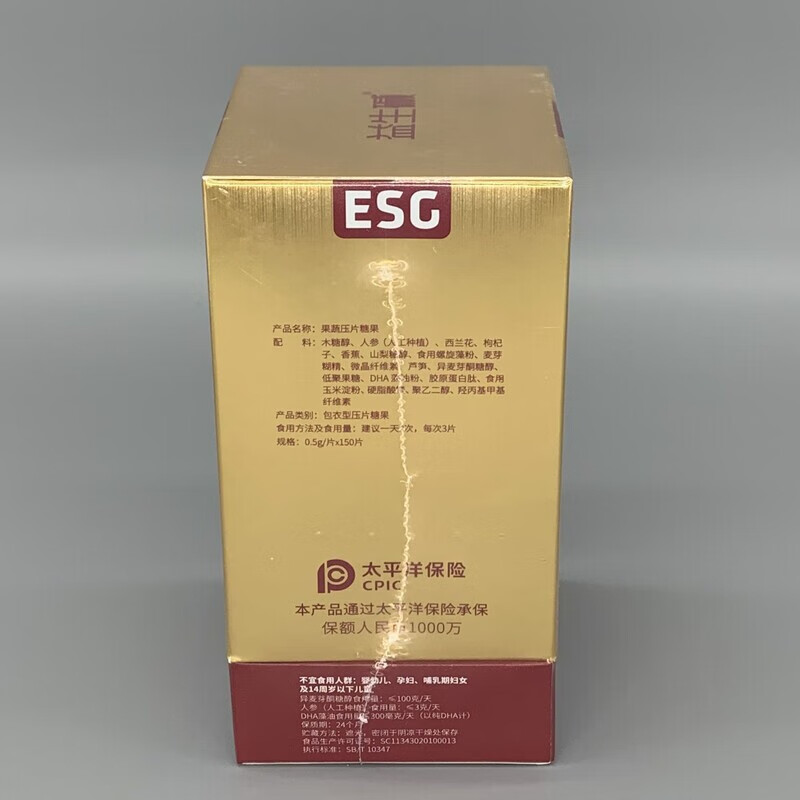 ESG
产品名称：果蔬压片糖果
配　料：木糖醇、人参（人工种植）、西兰花、枸杞
子、香蕉、山梨糖醇、食用螺旋藻粉、麦芽
糊精、微晶纤维素、芦笋、异麦芽酮糖醇、
低聚果糖、DHA藻油粉、胶原蛋白肽、食用
玉米淀粉、硬脂酸镁、聚乙二醇、羟丙基甲基
纤维素
产品类别：包衣型压片糖果
食用方法及食用量：建议一天 次，每次3片
规格：0.5g/片x150片
太平洋保险
CPIC
本产品通过太平洋保险承保
保额人民币1000万
不宜食用人群：婴幼儿、孕妇、哺乳期妇女
及14周岁以下儿童
异麦芽酮糖醇食用量：≤100克/天
人参（人工种植）食用量：≤3克/天
DHA藻油食用量≤300毫克/天（以纯DHA计）
保质期：24个月
贮藏方法：遮光，密闭于阴凉干燥处保存
食品生产许可证号：SC11343020100013
执行标准：SB/T 10347